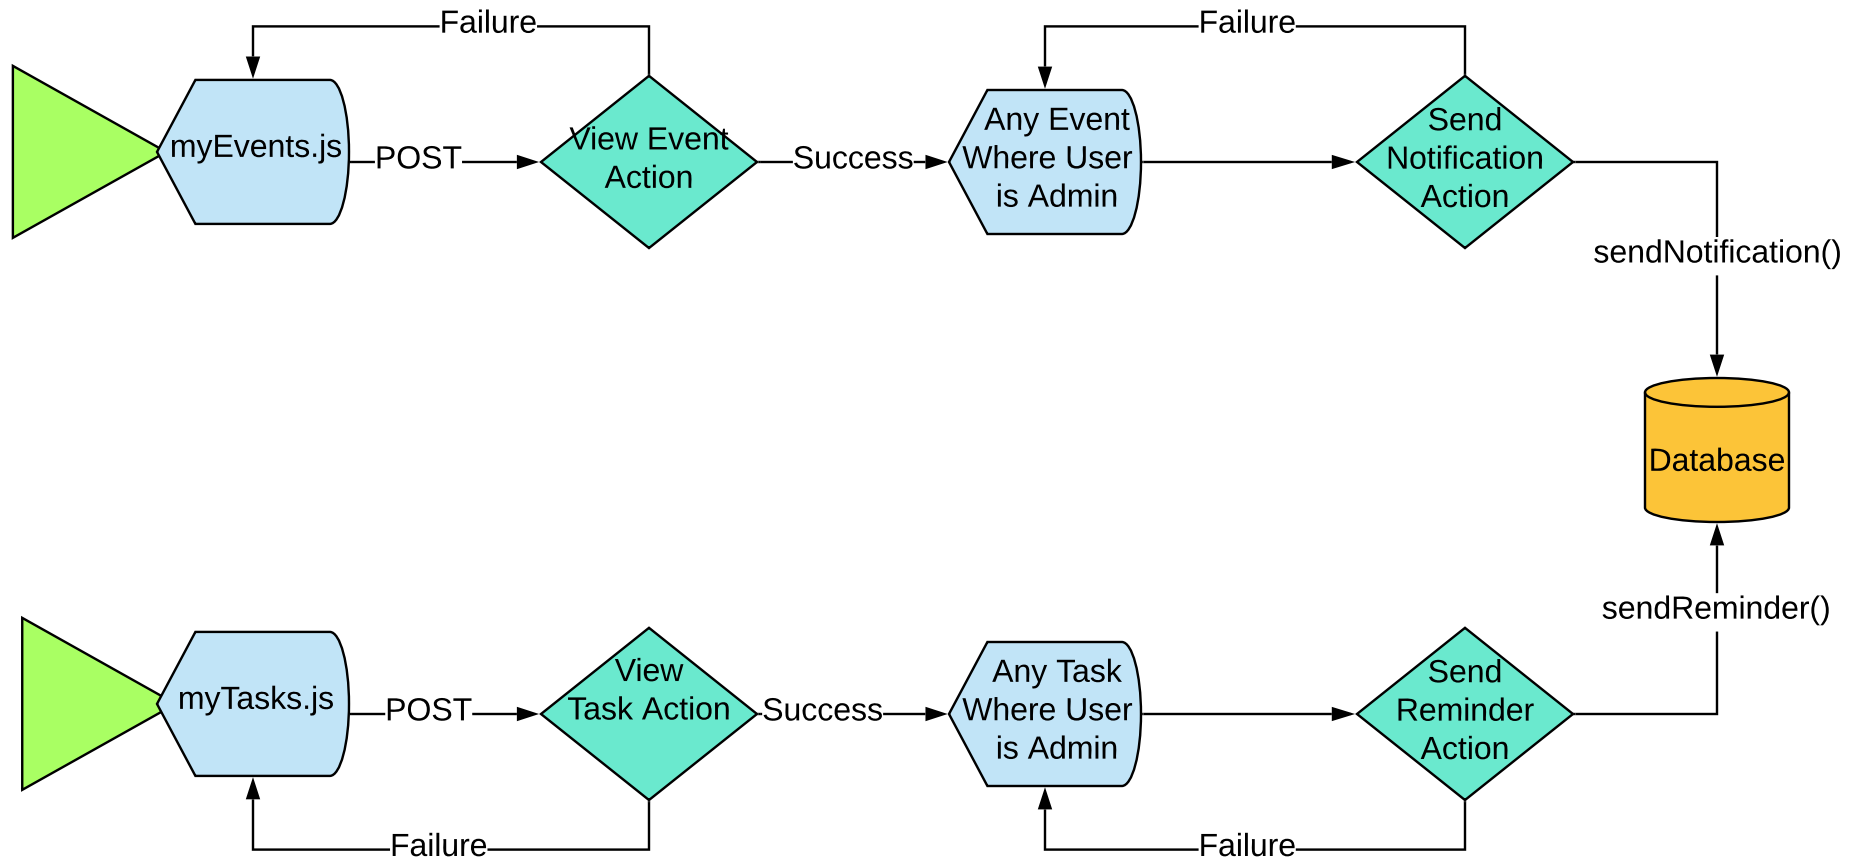 Failure
Failure
myEvents.js
POST
View Event
Action
Success
Any Event
Where User
is Admin
Send
Notification
Action
sendNotification()
Database
sendReminder()
myTasks.js
POST
View
Task Action
Success
Any Task
Where User
is Admin
Send
Reminder
Action
Failure
Failure